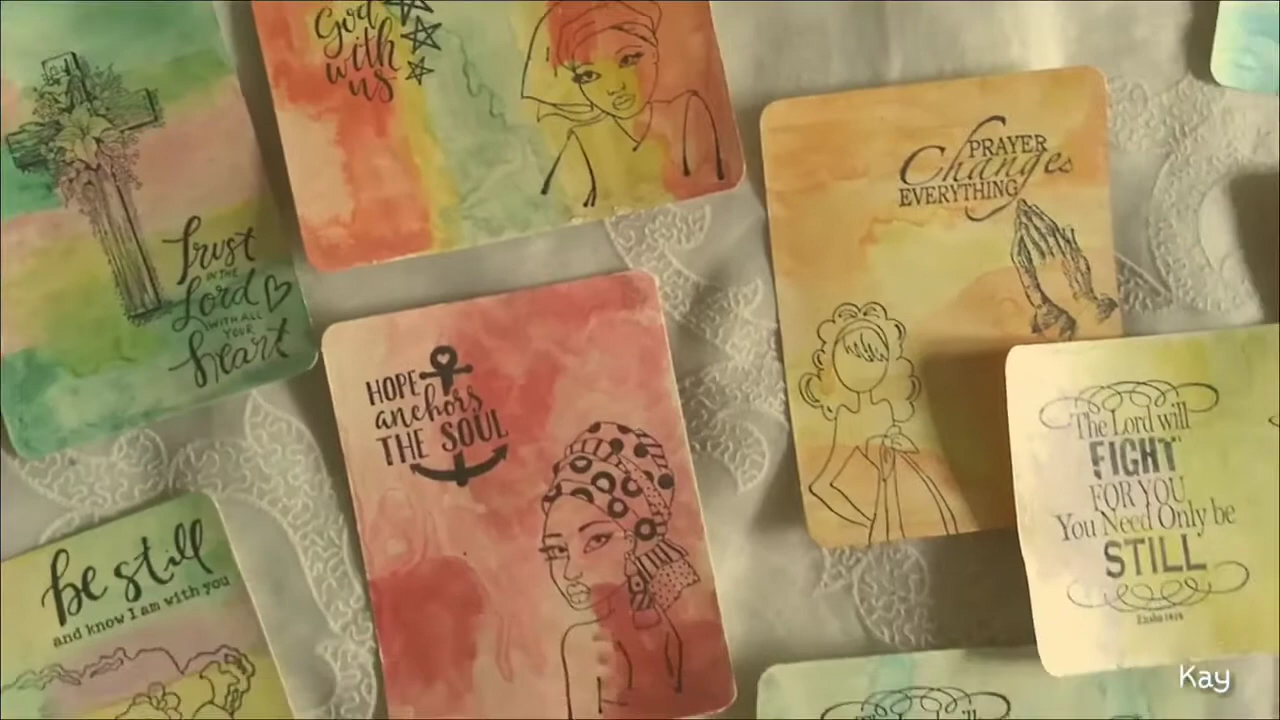 God
with
us
Trust
IN THE
Lord
WITH ALL
YOUR
heart
PRAYER
Changes
EVERYTHING
HOPE
anchors
THE SOUL
The Lord will
FIGHT
FOR YOU
You Need Only be
STILL
be still
and know I am with you
Kay